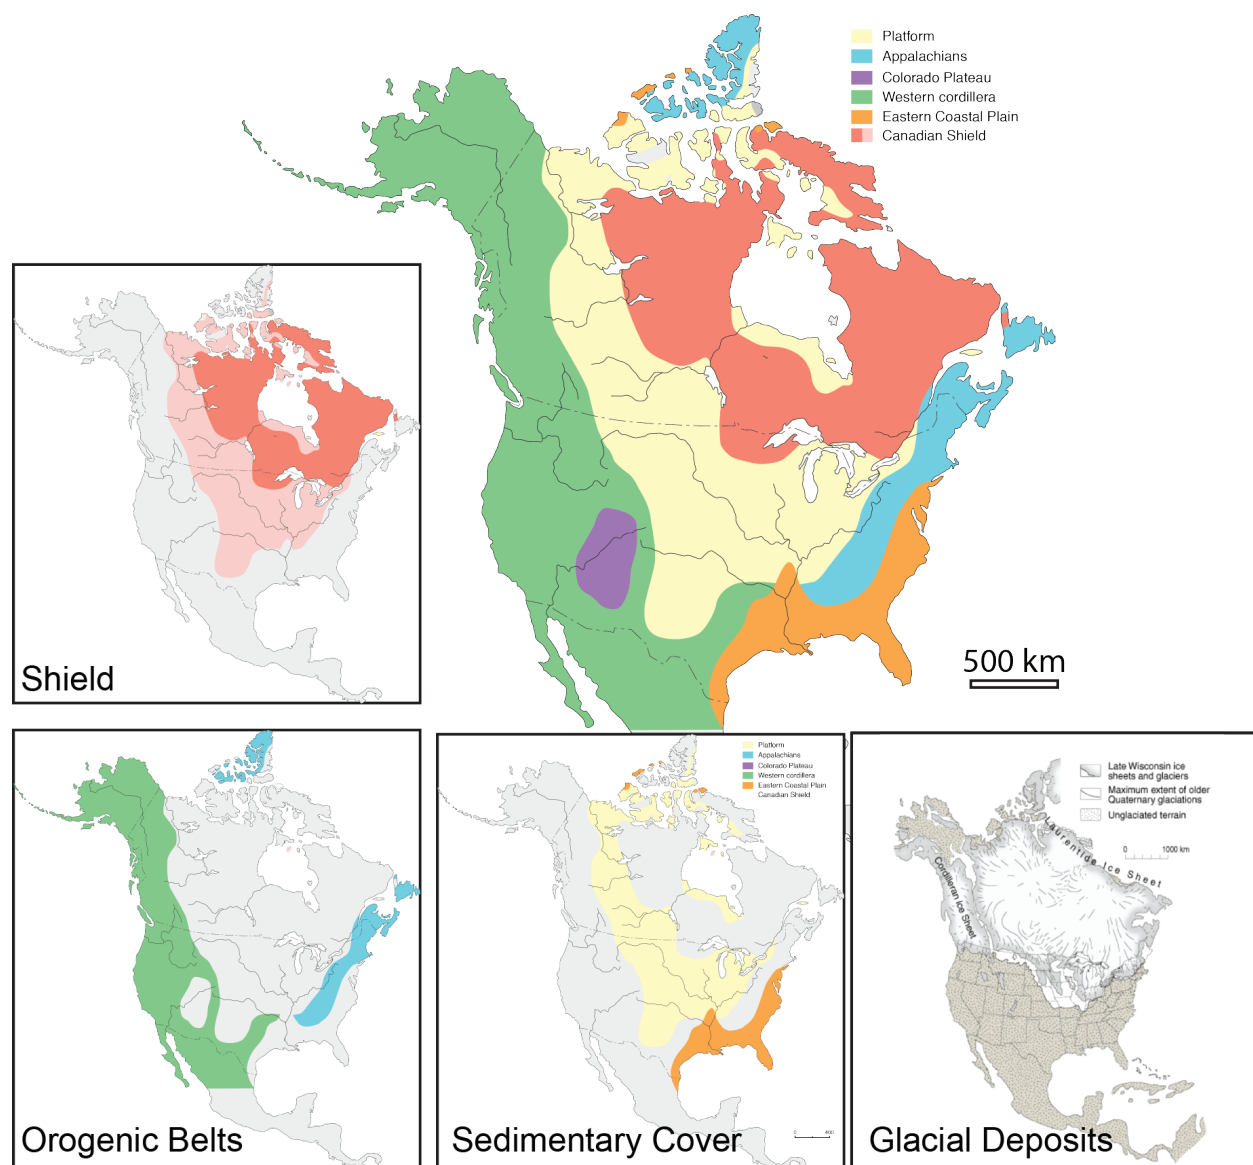 Platform
Appalachians
Colorado Plateau
Western cordillera
Eastern Coastal Plain
Canadian Shield
500 km
Shield
Orogenic Belts
Platform
Appalachians
Colorado Plateau
Western cordillera
Eastern Coastal Plain
Canadian Shield
0 400
Sedimentary Cover
Late Wisconsin ice
sheets and glaciers
Maximum extent of older
Quaternary glaciations
Unglaciated terrain
0 1000 km
Laurentide Ice Sheet
Cordilleran Ice Sheet
Glacial Deposits